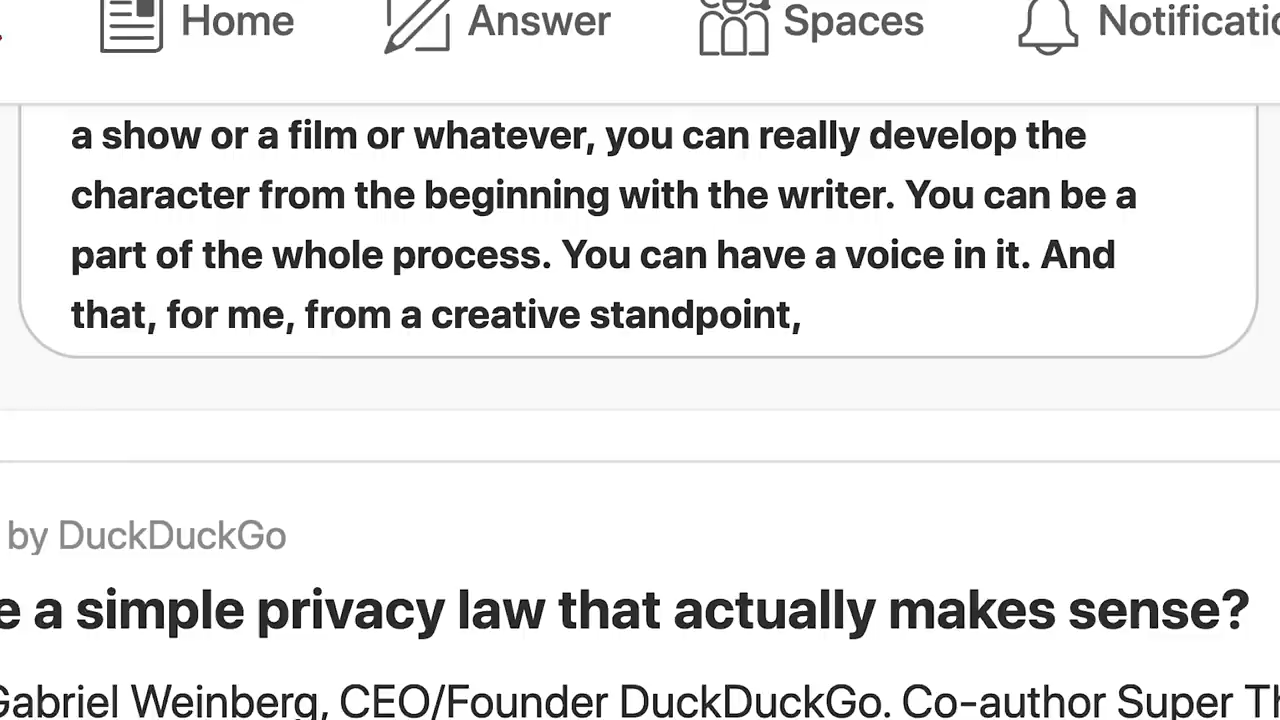 Home Answer Spaces Notificatio
a show or a film or whatever, you can really develop the
character from the beginning with the writer. You can be a
part of the whole process. You can have a voice in it. And
that, for me, from a creative standpoint,
by DuckDuckGo
e a simple privacy law that actually makes sense?
Gabriel Weinberg, CEO/Founder DuckDuckGo. Co-author Super Th